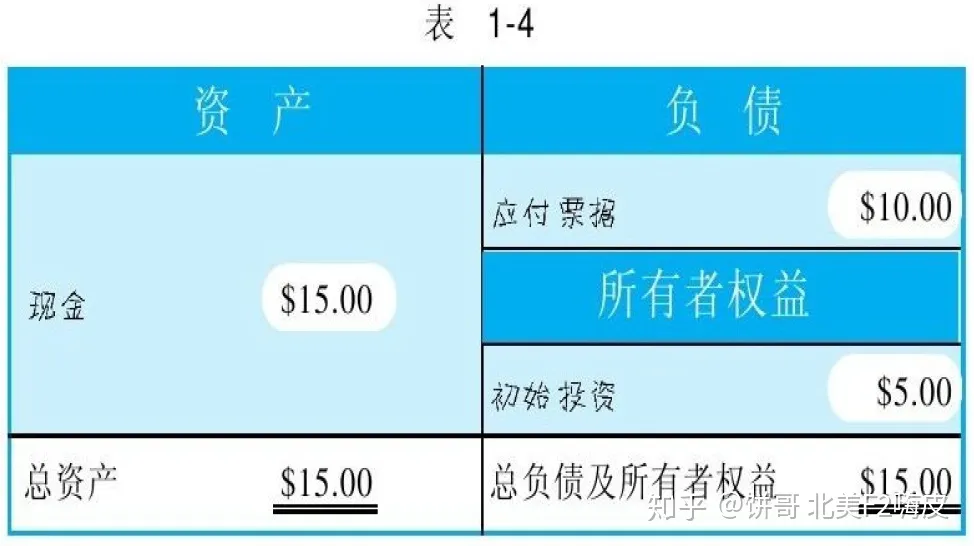 表 1-4
资 产
负 债
现金 $15.00
应付票据 $10.00
所有者权益
初始投资 $5.00
总资产 $15.00
总负债及所有者权益 $15.00
知乎 @饼哥 北美F2嗨皮